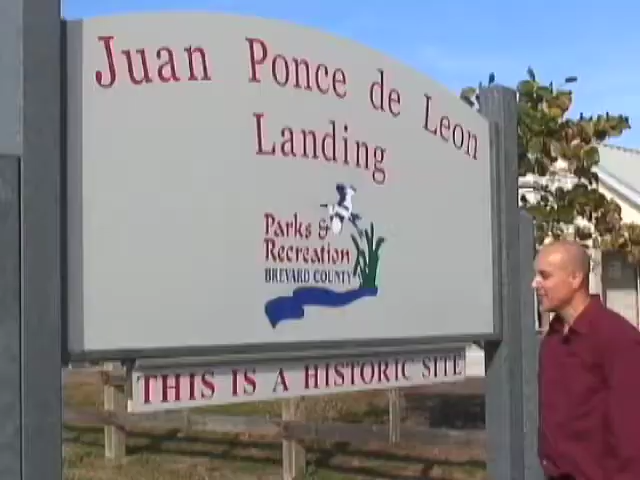 Juan Ponce de Leon
Landing
Parks &
Recreation
BREVARD COUNTY
THIS IS A HISTORIC SITE